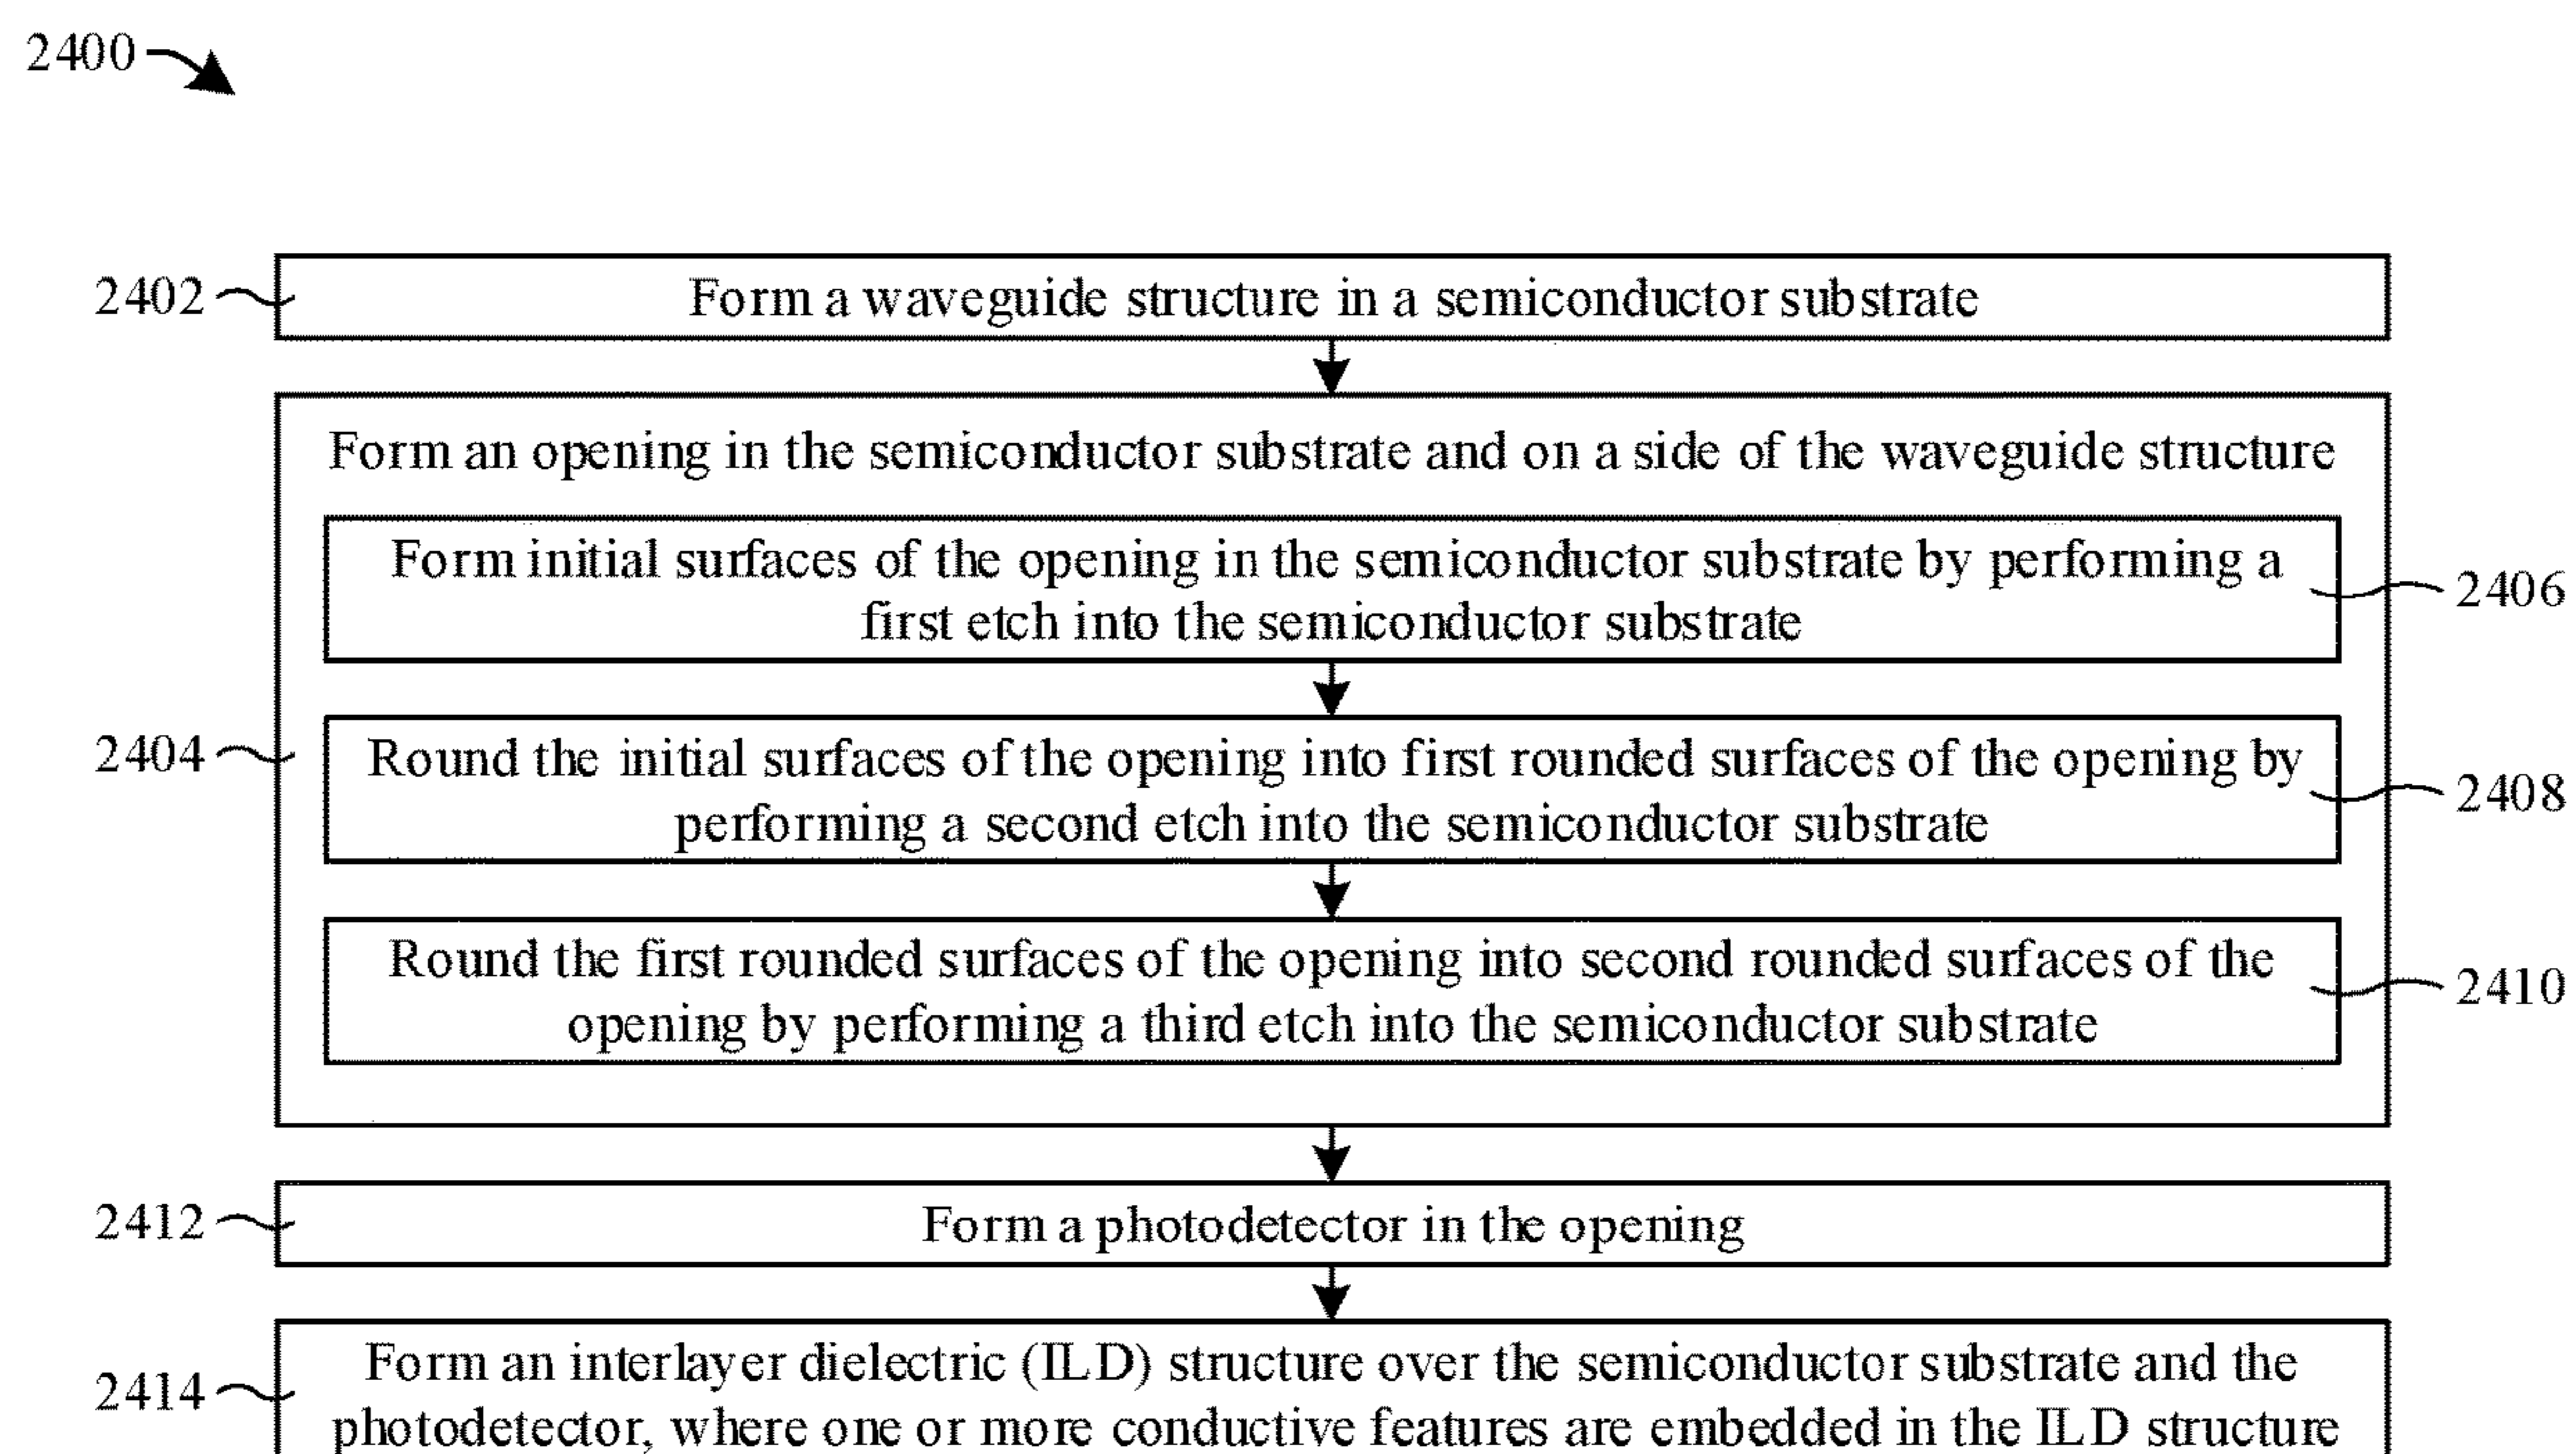 2400
2402
Form a waveguide structure in a semiconductor substrate
Form an opening in the semiconductor substrate and on a side of the waveguide structure
Form initial surfaces of the opening in the semiconductor substrate by performing a
first etch into the semiconductor substrate
2406
2404
Round the initial surfaces of the opening into first rounded surfaces of the opening by
performing a second etch into the semiconductor substrate
2408
Round the first rounded surfaces of the opening into second rounded surfaces of the
opening by performing a third etch into the semiconductor substrate
2410
2412
Form a photodetector in the opening
2414
Form an interlayer dielectric (ILD) structure over the semiconductor substrate and the
photodetector, where one or more conductive features are embedded in the ILD structure